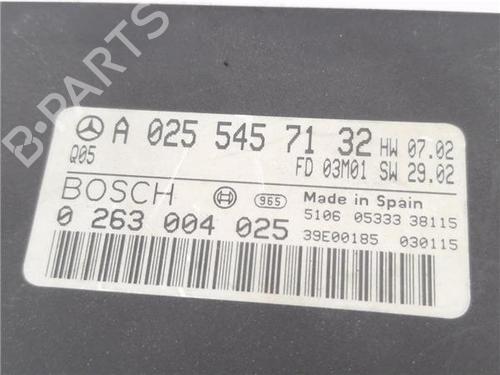 A 025 545 71 32 HW 07.02
Q05 FD 03M01 SW 29.02
BOSCH 965 Made in Spain
0 263 004 025 5106 05333 38115
39E00185 030115
B-PARTS